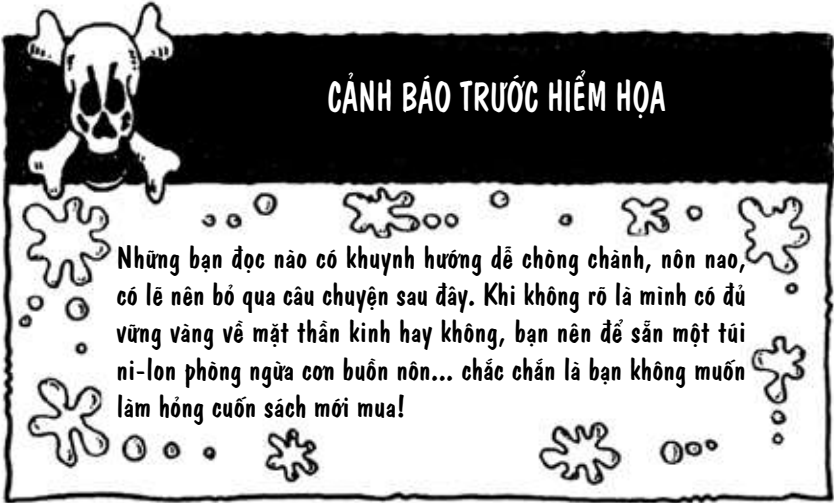 CẢNH BÁO TRƯỚC HIỂM HỌA
Những bạn đọc nào có khuynh hướng dễ chòng chành, nôn nao,
có lẽ nên bỏ qua câu chuyện sau đây. Khi không rõ là mình có đủ
vững vàng về mặt thần kinh hay không, bạn nên để sẵn một túi
ni-lon phòng ngừa cơn buồn nôn... chắc chắn là bạn không muốn
làm hỏng cuốn sách mới mua!